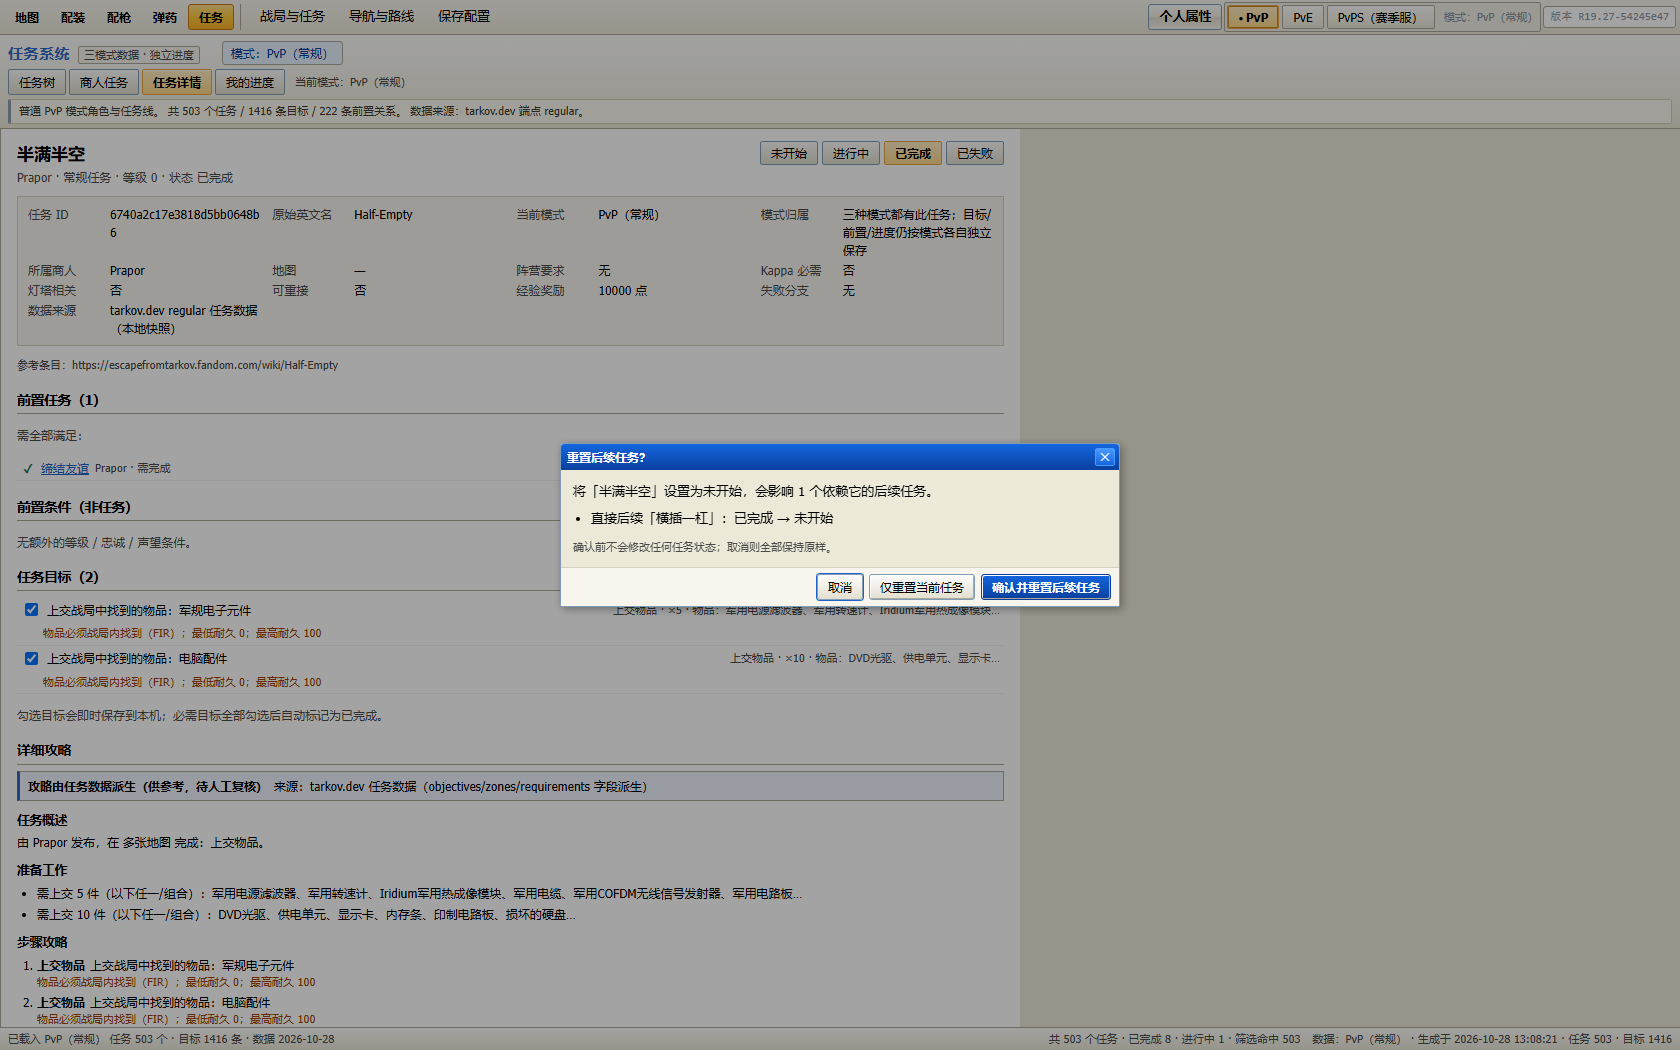 地图 配装 配枪 弹药 任务 战局与任务 导航与路线 保存配置 个人属性 • PvP PvE PvPS（赛季服） 模式：PvP（常规） 版本 R19.27-54245e47
任务系统 三模式数据 · 独立进度 模式：PvP（常规）
任务树 商人任务 任务详情 我的进度 当前模式：PvP（常规）
普通 PvP 模式角色与任务线。 共 503 个任务 / 1416 条目标 / 222 条前置关系。 数据来源：tarkov.dev 端点 regular。
半满半空 未开始 进行中 已完成 已失败
Prapor · 常规任务 · 等级 0 · 状态 已完成
任务 ID 6740a2c17e3818d5bb0648b 原始英文名 Half-Empty 当前模式 PvP（常规） 模式归属 三种模式都有此任务；目标/
6 前置/进度仍按模式各自独立
保存
所属商人 Prapor 地图 — 阵营要求 无 Kappa 必需 否
灯塔相关 否 可重接 否 经验奖励 10000 点 失败分支 无
数据来源 tarkov.dev regular 任务数据
（本地快照）
参考条目：https://escapefromtarkov.fandom.com/wiki/Half-Empty
前置任务（1）
需全部满足：
✓ 缔结友谊 Prapor · 需完成
前置条件（非任务）
无额外的等级 / 忠诚 / 声望条件。
任务目标（2）
上交战局中找到的物品：军规电子元件 上交物品 · ×5 · 物品：军用电源滤波器、军用转速计、Iridium军用热成像模块…
物品必须战局内找到（FIR）；最低耐久 0；最高耐久 100
上交战局中找到的物品：电脑配件 上交物品 · ×10 · 物品：DVD光驱、供电单元、显示卡…
物品必须战局内找到（FIR）；最低耐久 0；最高耐久 100
勾选目标会即时保存到本机；必需目标全部勾选后自动标记为已完成。
详细攻略
攻略由任务数据派生（供参考，待人工复核） 来源：tarkov.dev 任务数据（objectives/zones/requirements 字段派生）
任务概述
由 Prapor 发布，在 多张地图 完成：上交物品。
准备工作
• 需上交 5 件（以下任一/组合）：军用电源滤波器、军用转速计、Iridium军用热成像模块、军用电缆、军用COFDM无线信号发射器、军用电路板…
• 需上交 10 件（以下任一/组合）：DVD光驱、供电单元、显示卡、内存条、印制电路板、损坏的硬盘…
步骤攻略
1. 上交物品 上交战局中找到的物品：军规电子元件
物品必须战局内找到（FIR）；最低耐久 0；最高耐久 100
2. 上交物品 上交战局中找到的物品：电脑配件
物品必须战局内找到（FIR）；最低耐久 0；最高耐久 100
重置后续任务?
将「半满半空」设置为未开始，会影响 1 个依赖它的后续任务。
• 直接后续「横插一杠」：已完成 → 未开始
确认前不会修改任何任务状态；取消则全部保持原样。
取消 仅重置当前任务 确认并重置后续任务
已载入 PvP（常规） 任务 503 个 · 目标 1416 条 · 数据 2026-10-28 共 503 个任务 · 已完成 8 · 进行中 1 · 筛选命中 503 数据：PvP（常规） · 生成于 2026-10-28 13:08:21 · 任务 503 · 目标 1416